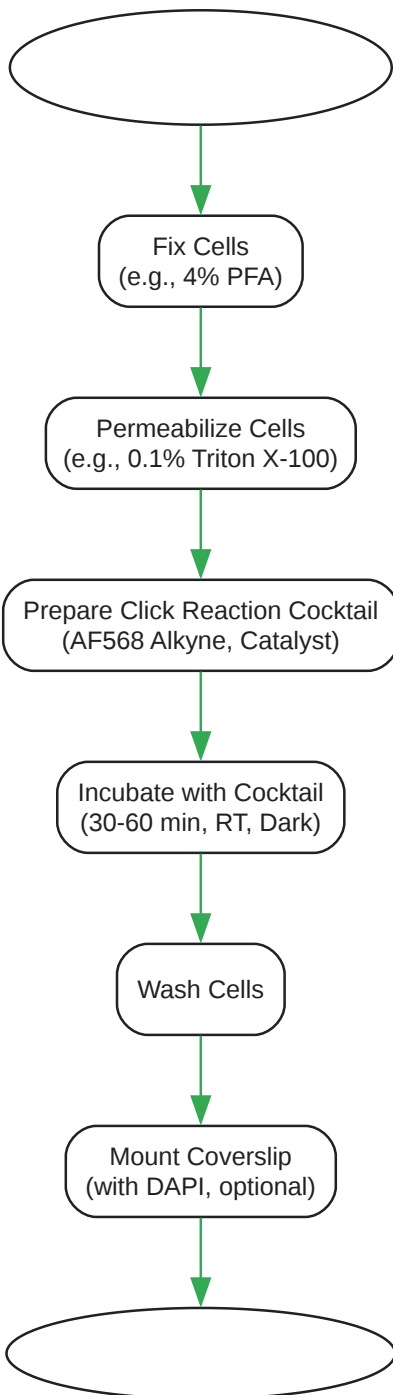 Fix Cells
(e.g., 4% PFA)
Permeabilize Cells
(e.g., 0.1% Triton X-100)
Prepare Click Reaction Cocktail
(AF568 Alkyne, Catalyst)
Incubate with Cocktail
(30-60 min, RT, Dark)
Wash Cells
Mount Coverslip
(with DAPI, optional)